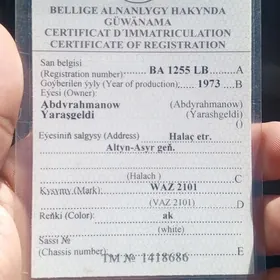 BELLIGE ALNANLYGY HAKYNDA
GÜWÄNAMA
CERTIFICAT D'IMMATRICULATION
CERTIFICATE OF REGISTRATION
San belgisi
(Registration number): BA 1255 LB A
Goýberilen ýyly (Year of production): 1973 B
Eýesi (Owner):
Abdyrahmanow (Abdyrahmanow)
Ýaraşgeldi (Yarashgeldi)
()
Eýesiniň salgysy (Address) Halaç etr.
Altyn-Asyr geň.
(Halach ) C
Kysymy (Mark): WAZ 2101
(VAZ 2101) D
Reňki (Color): ak
(white)
Sassi №
(Chassis number): E
TM № 1418686